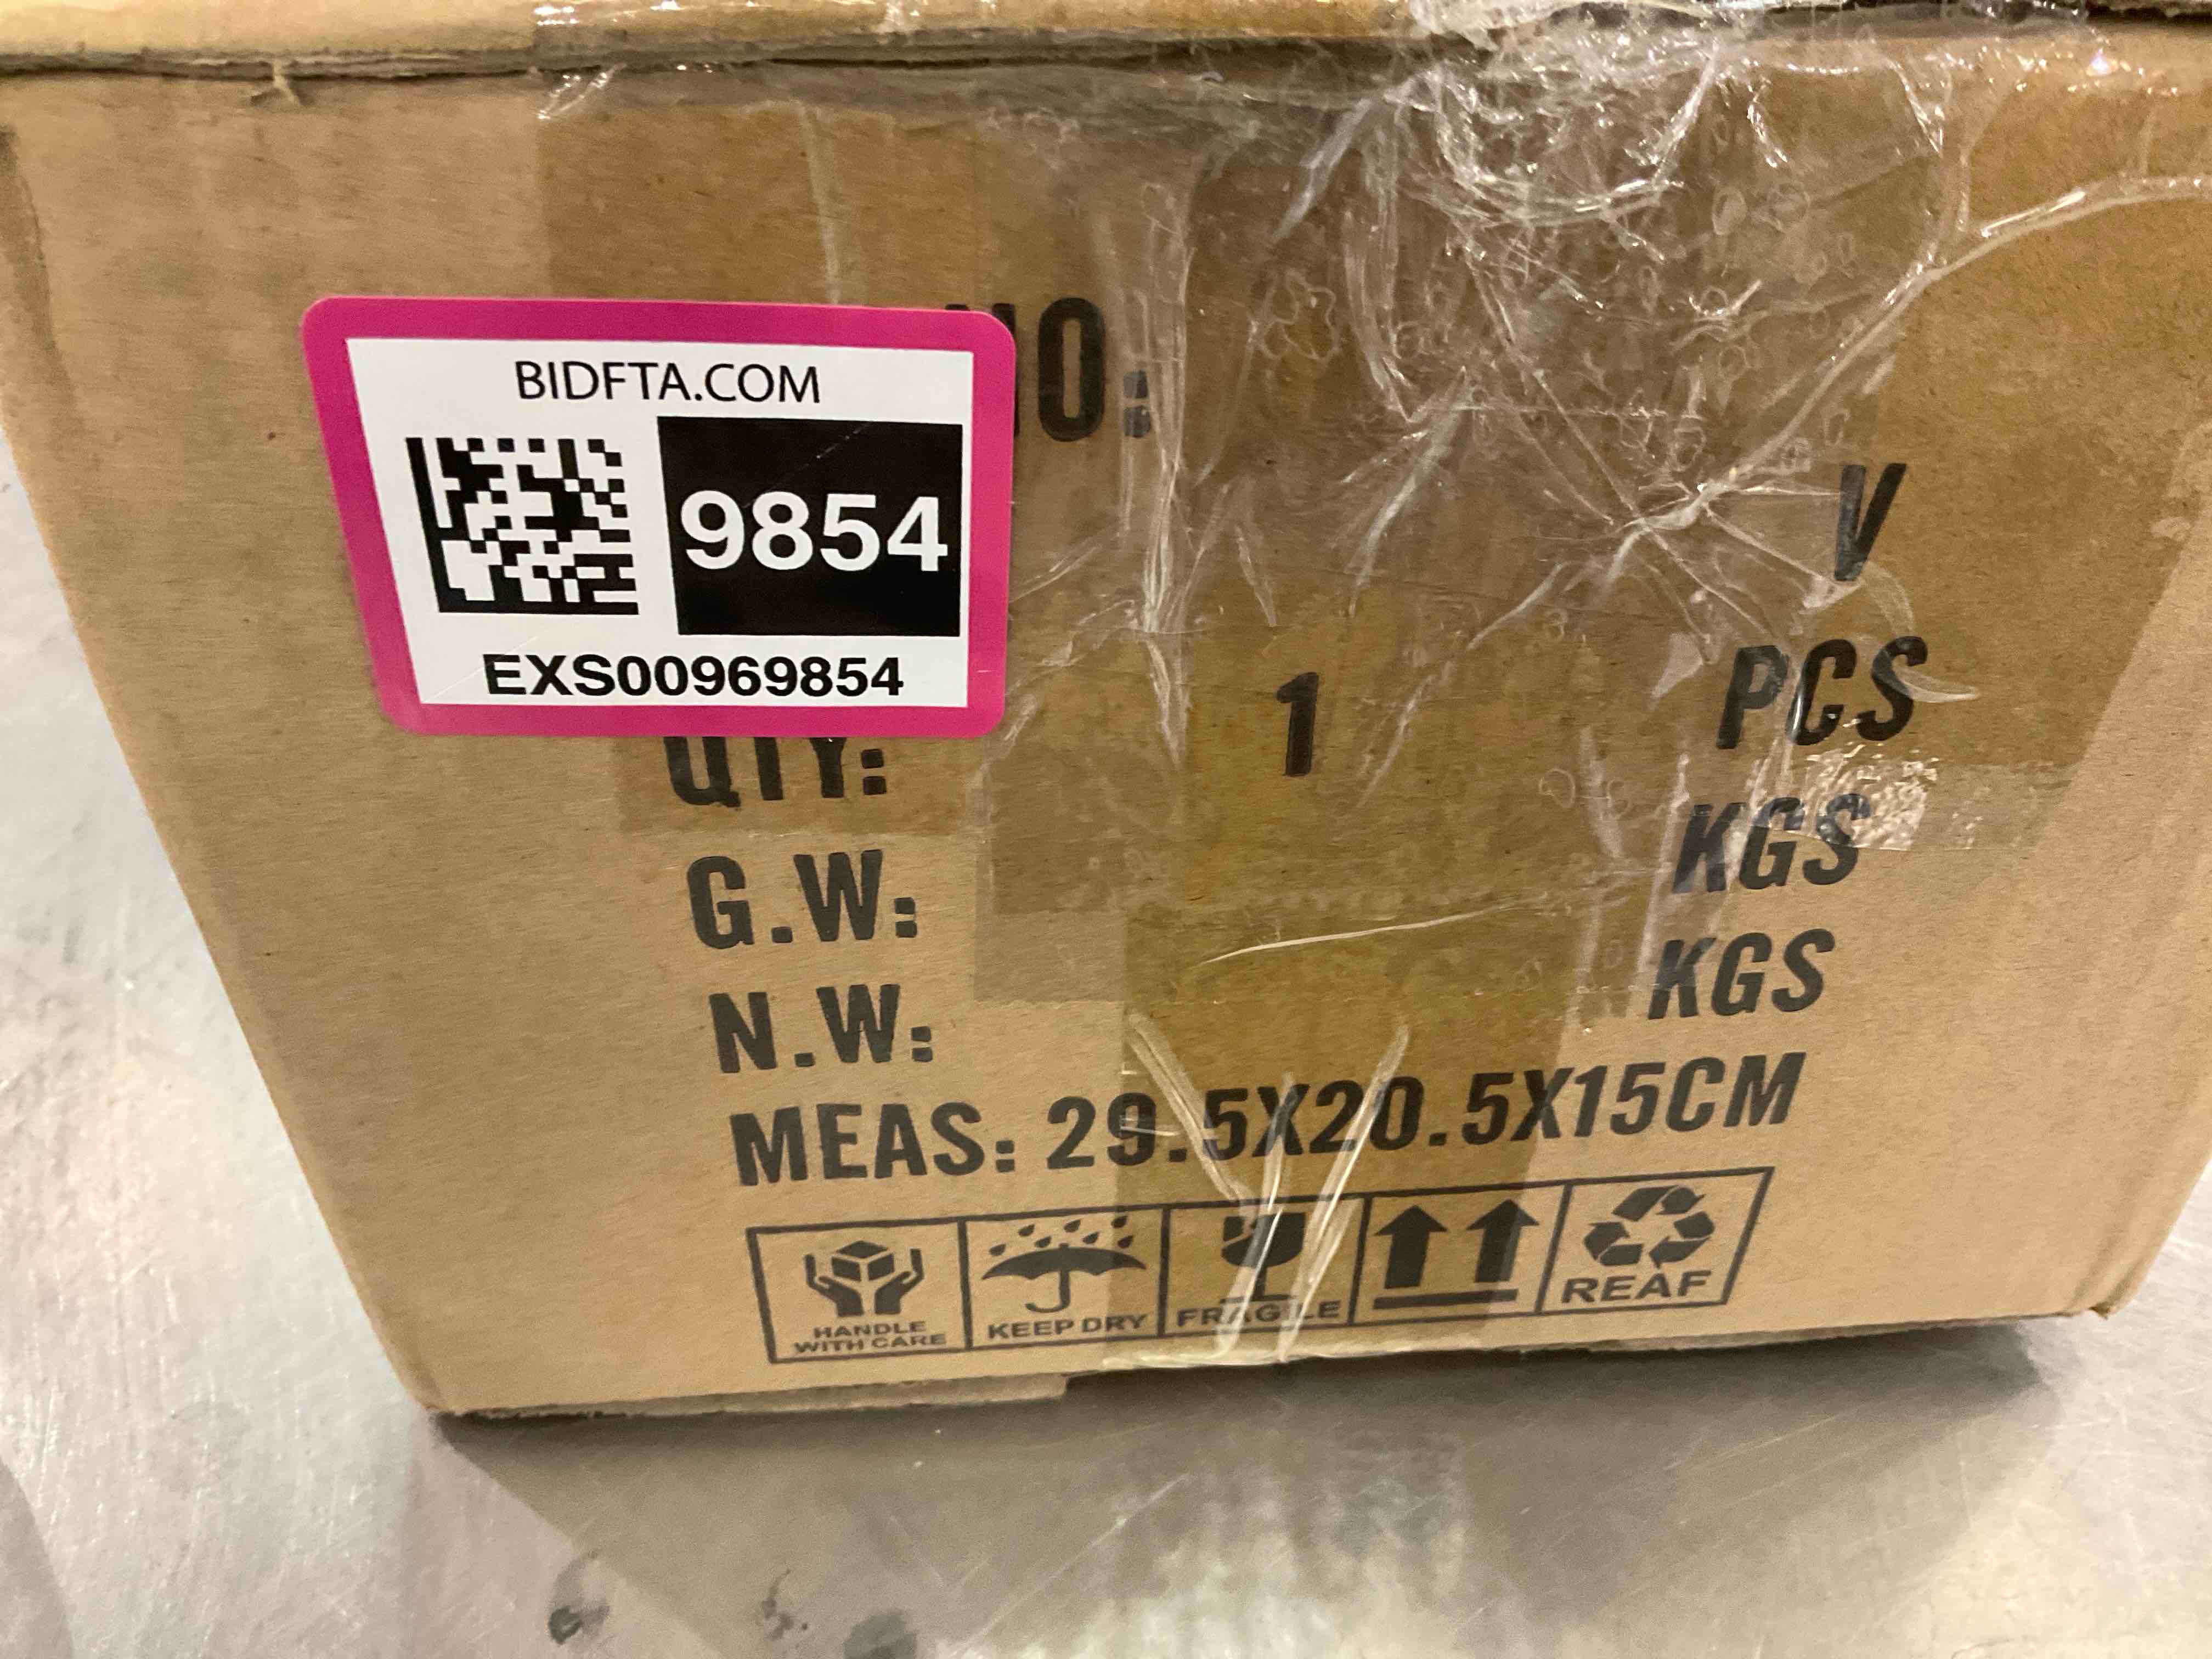 BIDFTA.COM
9854
EXS00969854
NO:
V
QTY: 1 PCS
G.W: KGS
N.W: KGS
MEAS: 29.5X20.5X15CM
HANDLE
WITH CARE
KEEP DRY
FRAGILE
REAF